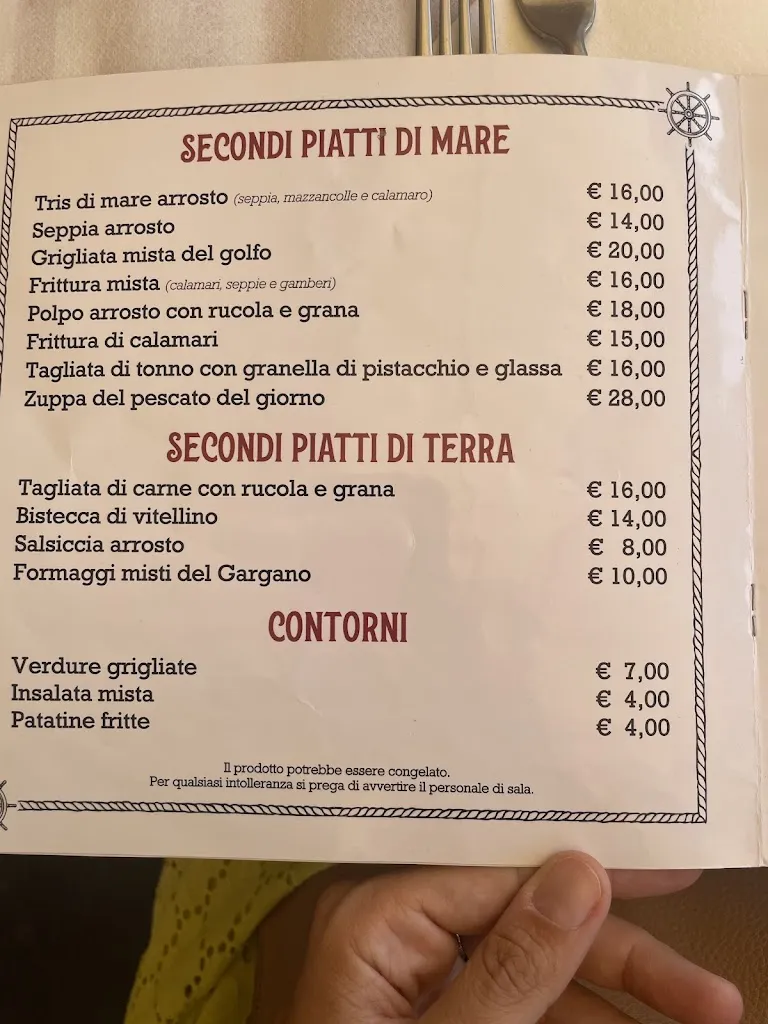 SECONDI PIATTI DI MARE
Tris di mare arrosto (seppia, mazzancolle e calamaro) € 16,00
Seppia arrosto € 14,00
Grigliata mista del golfo € 20,00
Frittura mista (calamari, seppie e gamberi) € 16,00
Polpo arrosto con rucola e grana € 18,00
Frittura di calamari € 15,00
Tagliata di tonno con granella di pistacchio e glassa € 16,00
Zuppa del pescato del giorno € 28,00
SECONDI PIATTI DI TERRA
Tagliata di carne con rucola e grana € 16,00
Bistecca di vitellino € 14,00
Salsiccia arrosto € 8,00
Formaggi misti del Gargano € 10,00
CONTORNI
Verdure grigliate € 7,00
Insalata mista € 4,00
Patatine fritte € 4,00
Il prodotto potrebbe essere congelato.
Per qualsiasi intolleranza si prega di avvertire il personale di sala.